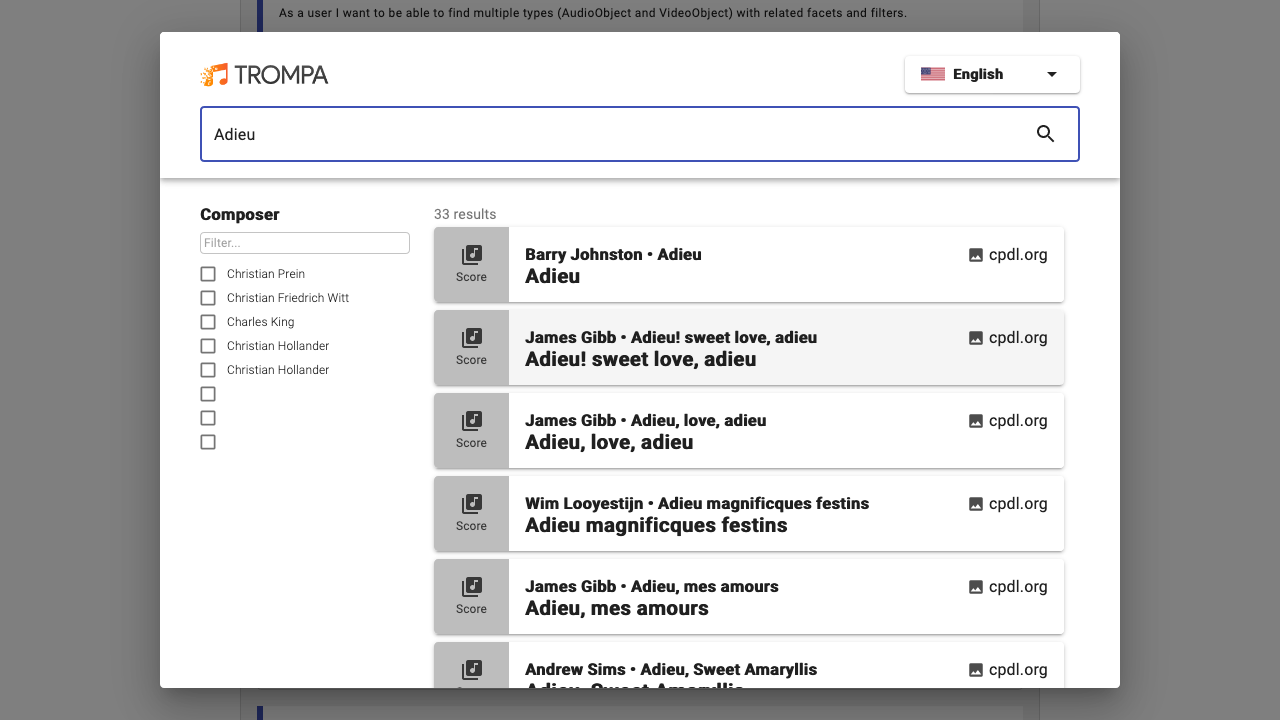 As a user I want to be able to find multiple types (AudioObject and VideoObject) with related facets and filters.
TROMPA
English
Adieu
Composer
Filter...
Christian Prein
Christian Friedrich Witt
Charles King
Christian Hollander
Christian Hollander
33 results
Score
Barry Johnston • Adieu
Adieu
cpdl.org
Score
James Gibb • Adieu! sweet love, adieu
Adieu! sweet love, adieu
cpdl.org
Score
James Gibb • Adieu, love, adieu
Adieu, love, adieu
cpdl.org
Score
Wim Looyestijn • Adieu magnificques festins
Adieu magnificques festins
cpdl.org
Score
James Gibb • Adieu, mes amours
Adieu, mes amours
cpdl.org
Andrew Sims • Adieu, Sweet Amaryllis
Adieu, Sweet Amaryllis
cpdl.org